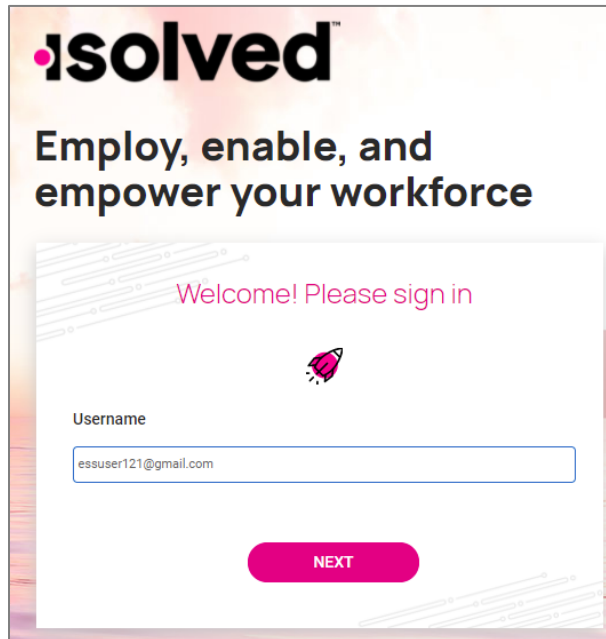 isolved™
Employ, enable, and
empower your workforce
Welcome! Please sign in
Username
essuser121@gmail.com
NEXT